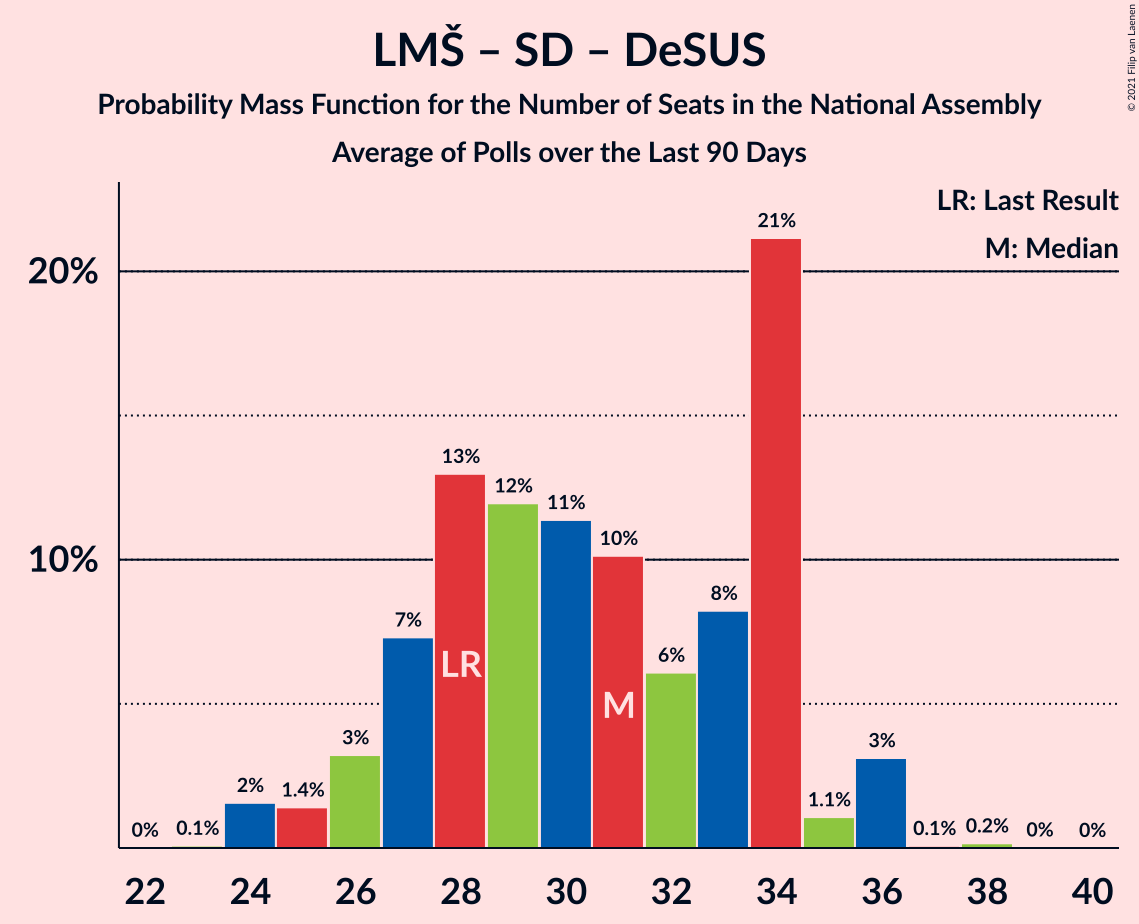 LMŠ – SD – DeSUS
Probability Mass Function for the Number of Seats in the National Assembly
Average of Polls over the Last 90 Days
© 2021 Filip van Laenen
LR: Last Result
M: Median
20%
10%
0%
0.1%
2%
1.4%
3%
7%
13%
12%
11%
10%
6%
8%
21%
1.1%
3%
0.1%
0.2%
0%
0%
LR
M
22 24 26 28 30 32 34 36 38 40